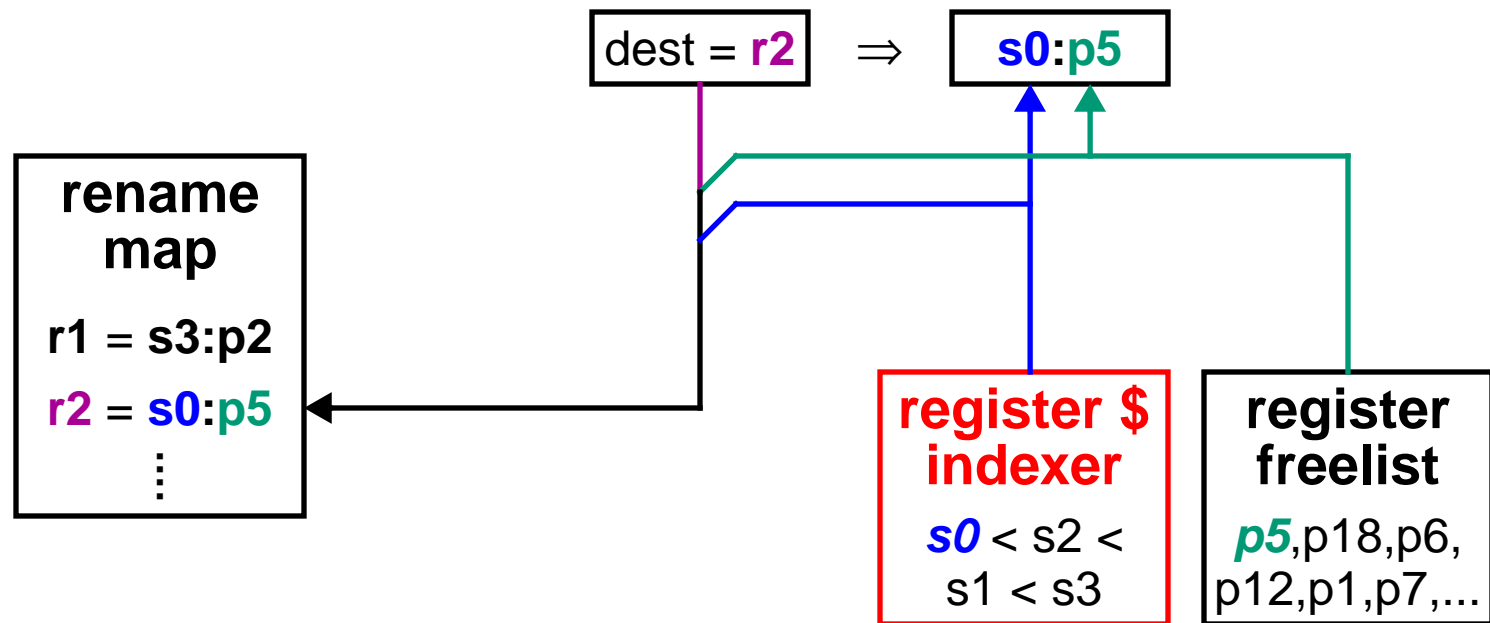 dest = r2 ⇒ s0:p5
rename
map
r1 = s3:p2
r2 = s0:p5
⋮
register $
indexer
s0 < s2 <
s1 < s3
register
freelist
p5,p18,p6,
p12,p1,p7,...